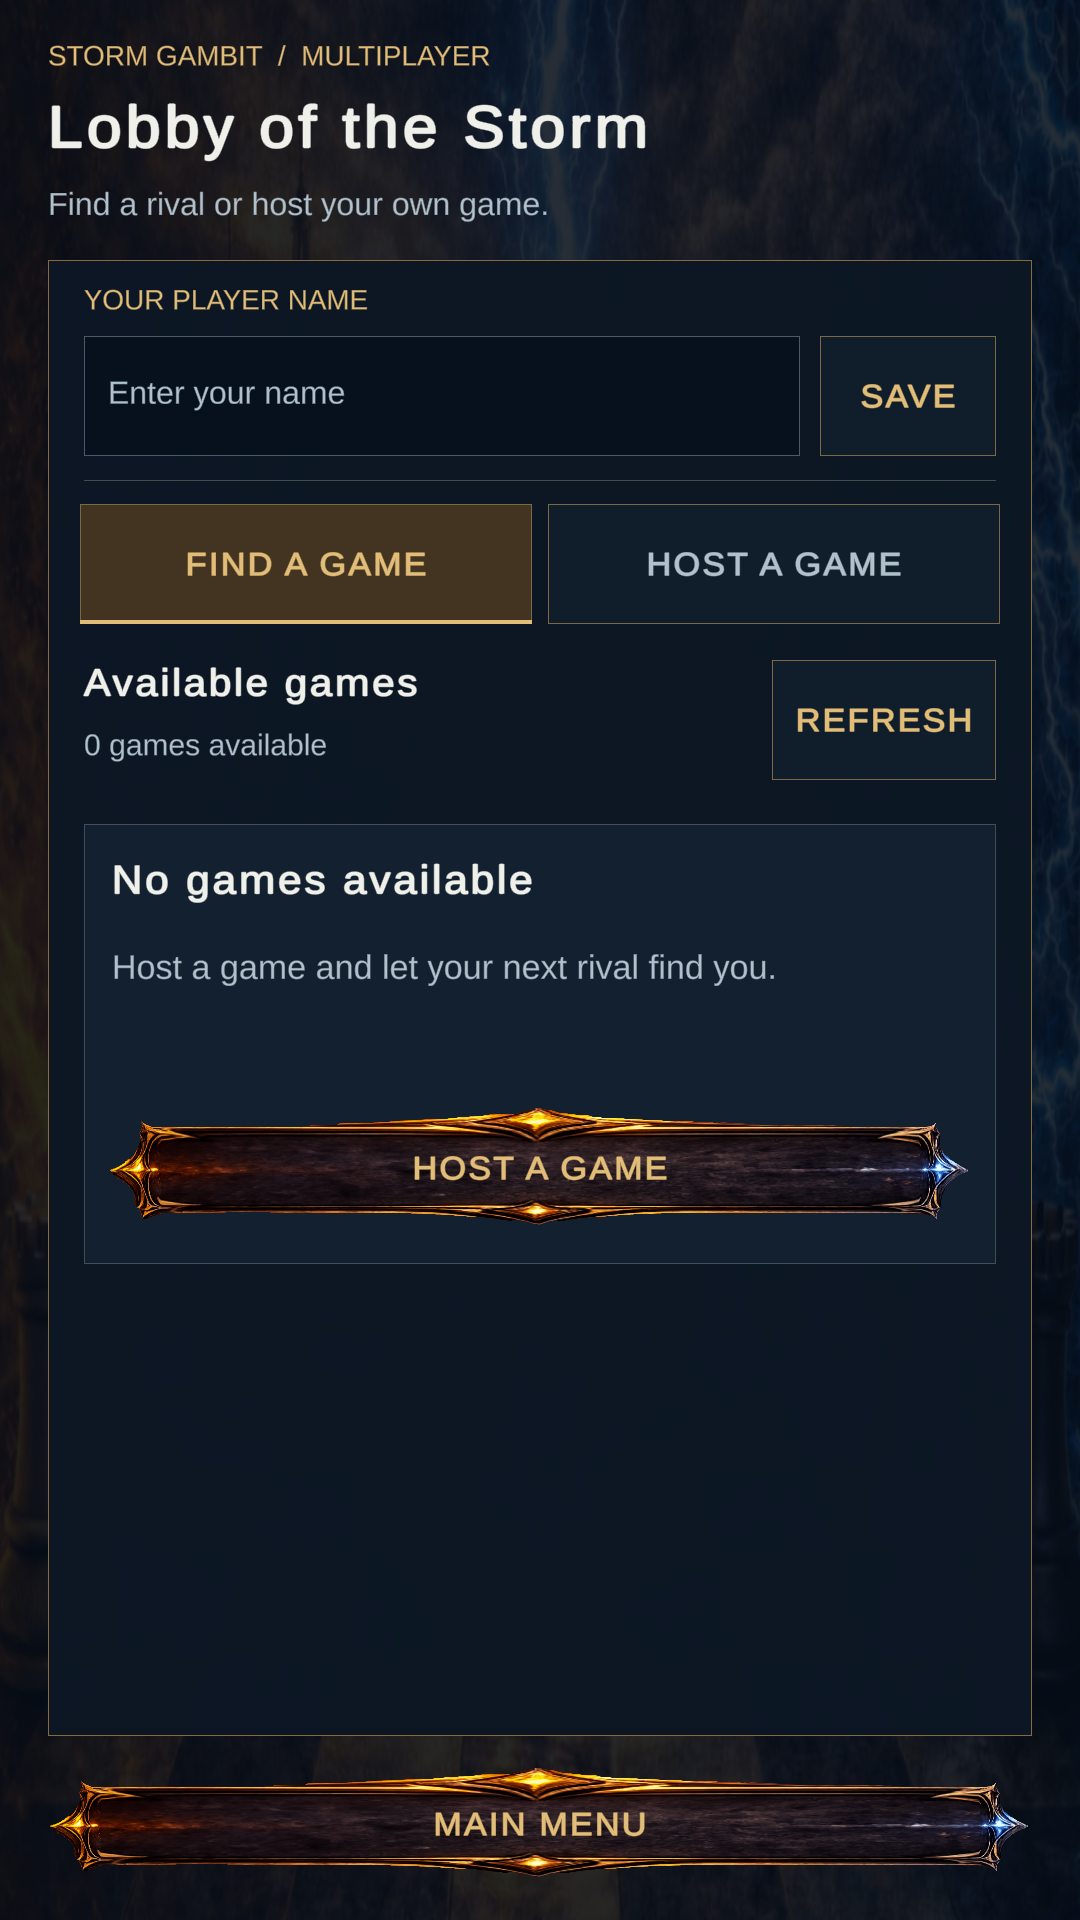 STORM GAMBIT / MULTIPLAYER
Lobby of the Storm
Find a rival or host your own game.
YOUR PLAYER NAME
Enter your name
SAVE
FIND A GAME
HOST A GAME
Available games
0 games available
REFRESH
No games available
Host a game and let your next rival find you.
HOST A GAME
MAIN MENU